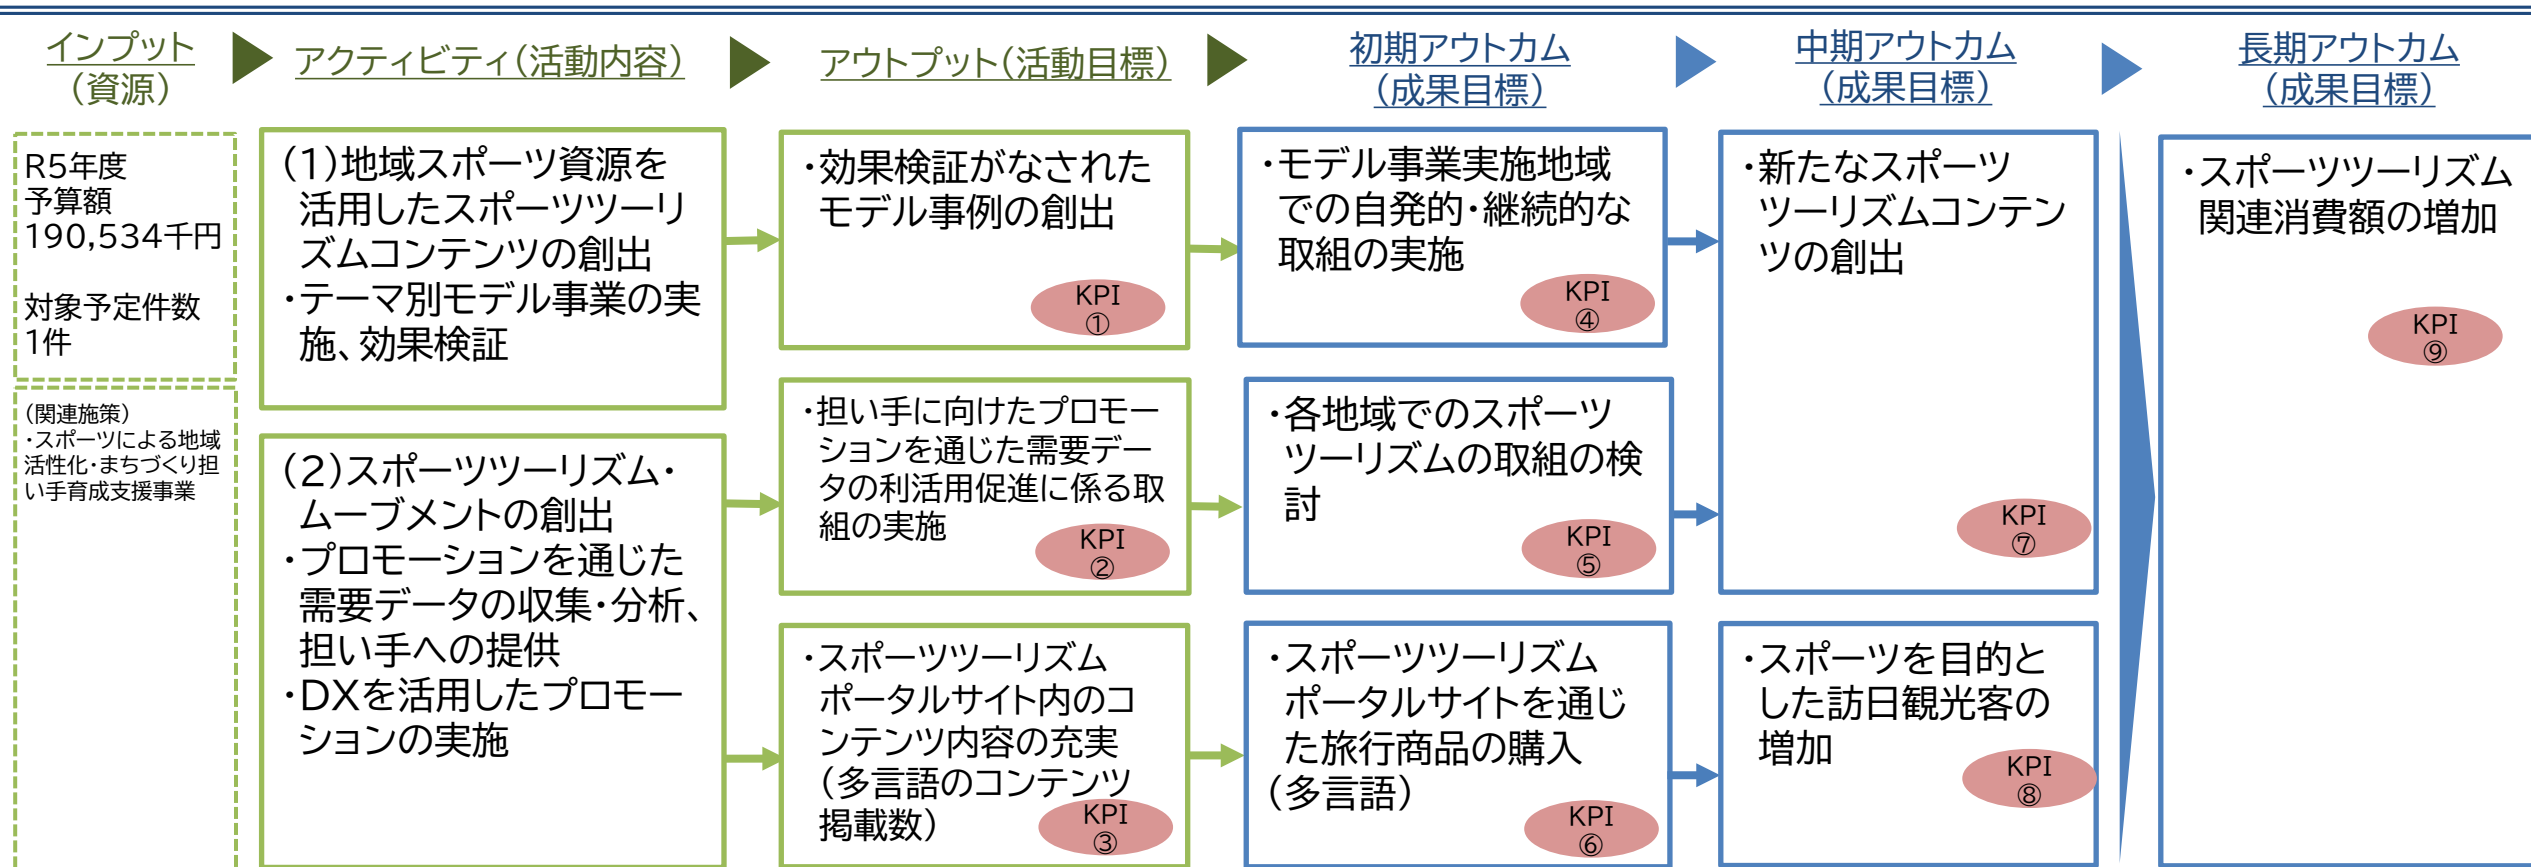 インプット
（資源）
アクティビティ（活動内容）
アウトプット（活動目標）
初期アウトカム
（成果目標）
中期アウトカム
（成果目標）
長期アウトカム
（成果目標）
R5年度
予算額
190,534千円
対象予定件数
1件
（関連施策）
・スポーツによる地域
活性化・まちづくり担
い手育成支援事業
（１）地域スポーツ資源を
活用したスポーツツーリ
ズムコンテンツの創出
・テーマ別モデル事業の実
施、効果検証
（２）スポーツツーリズム・
ムーブメントの創出
・プロモーションを通じた
需要データの収集・分析、
担い手への提供
・DXを活用したプロモー
ションの実施
・効果検証がなされた
モデル事例の創出
KPI
①
・担い手に向けたプロモー
ションを通じた需要デー
タの利活用促進に係る取
組の実施
KPI
②
・スポーツツーリズム
ポータルサイト内のコ
ンテンツ内容の充実
（多言語のコンテンツ
掲載数）
KPI
③
・モデル事業実施地域
での自発的・継続的な
取組の実施
KPI
④
・各地域でのスポーツ
ツーリズムの取組の検
討
KPI
⑤
・スポーツツーリズム
ポータルサイトを通じ
た旅行商品の購入
（多言語）
KPI
⑥
・新たなスポーツ
ツーリズムコンテン
ツの創出
KPI
⑦
・スポーツを目的と
した訪日観光客の
増加
KPI
⑧
・スポーツツーリズム
関連消費額の増加
KPI
⑨